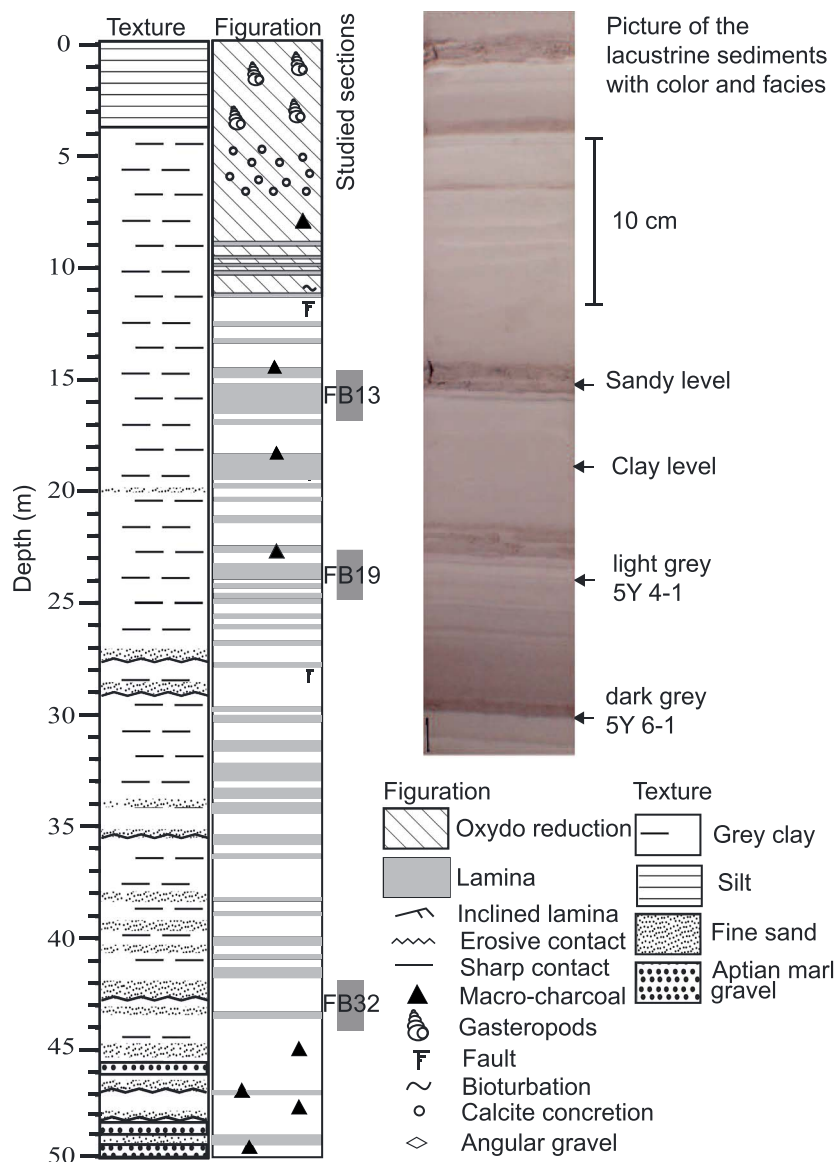 Texture
Figuration
Studied sections
Depth (m)
0
5
10
15
20
25
30
35
40
45
50
FB13
FB19
FB32
Picture of the
lacustrine sediments
with color and facies
10 cm
Sandy level
Clay level
light grey
5Y 4-1
dark grey
5Y 6-1
Figuration
Oxydo reduction
Lamina
Inclined lamina
Erosive contact
Sharp contact
Macro-charcoal
Gasteropods
Fault
Bioturbation
Calcite concretion
Angular gravel
Texture
Grey clay
Silt
Fine sand
Aptian marl
gravel